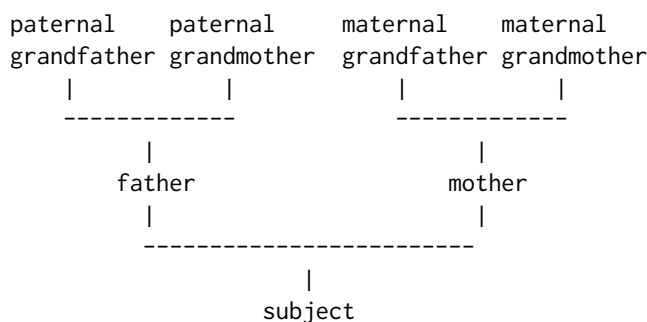 paternal paternal maternal maternal
grandfather grandmother grandfather grandmother
father mother
subject